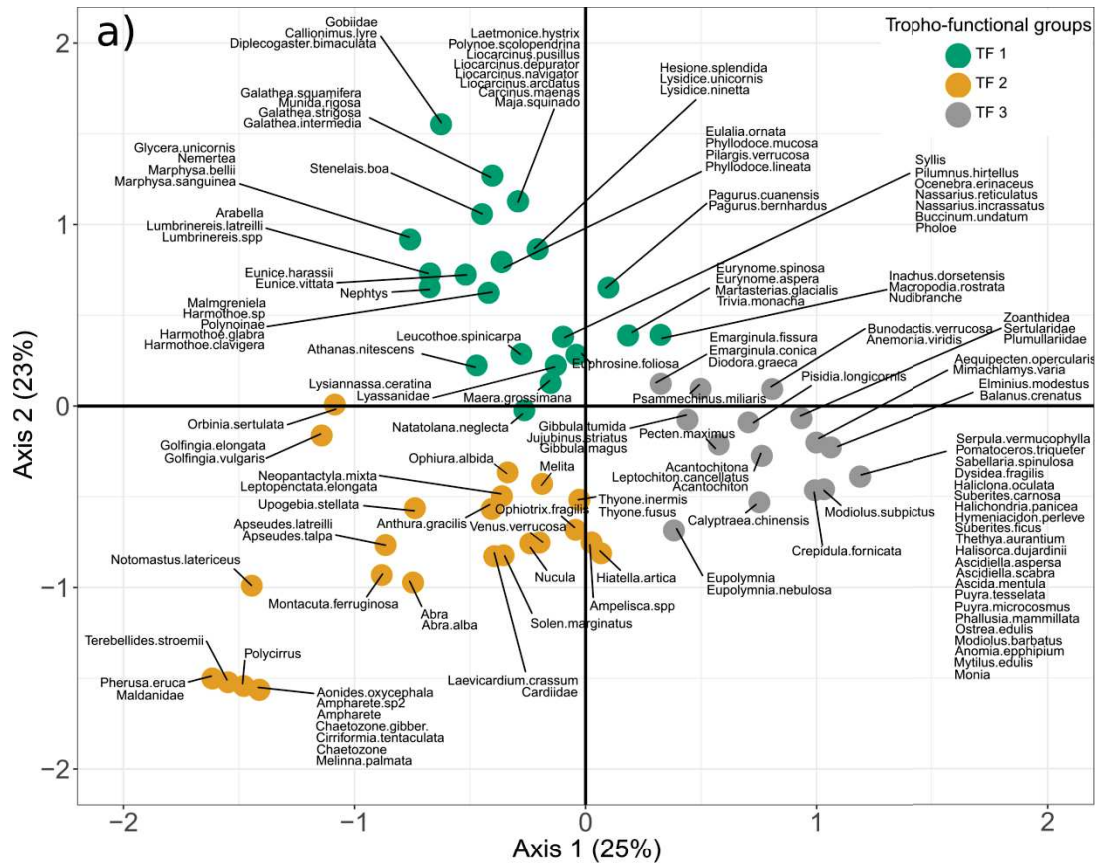 a)
Tropho-functional groups
TF 1
TF 2
TF 3
Gobiidae
Callionimus.lyre
Diplecogaster.bimaculata
Laetmonice.hystrix
Polynoe.scolopendrina
Liocarcinus.pusillus
Liocarcinus.depurator
Liocarcinus.navigator
Liocarcinus.arcuatus
Carcinus.maenas
Maja.squinado
Hesione.splendida
Lysidice.unicornis
Lysidice.ninetta
Galathea.squamifera
Munida.rigosa
Galathea.strigosa
Galathea.intermedia
Eulalia.ornata
Phyllodoce.mucosa
Pilargis.verrucosa
Phyllodoce.lineata
Glycera.unicornis
Nemertea
Marphysa.bellii
Marphysa.sanguinea
Stenelais.boa
Syllis
Pilumnus.hirtellus
Ocenebra.erinaceus
Nassarius.reticulatus
Nassarius.incrassatus
Buccinum.undatum
Pholoe
Pagurus.cuanensis
Pagurus.bernhardus
Arabella
Lumbrinereis.latreilli
Lumbrinereis.spp
Eunice.harassii
Eunice.vittata
Nephtys
Eurynome.spinosa
Eurynome.aspera
Martasterias.glacialis
Trivia.monacha
Inachus.dorsetensis
Macropodia.rostrata
Nudibranche
Malmgreniela
Harmothoe.sp
Polynoinae
Harmothoe.glabra
Harmothoe.clavigera
Leucothoe.spinicarpa
Athanas.nitescens
Euphrosine.foliosa
Emarginula.fissura
Emarginula.conica
Diodora.graeca
Bunodactis.verrucosa
Anemonia.viridis
Zoanthidea
Sertularidae
Plumullariidae
Lysiannassa.ceratina
Lyassanidae
Maera.grossimana
Psammechinus.miliaris
Pisidia.longicornis
Aequipecten.opercularis
Mimachlamys.varia
Elminius.modestus
Balanus.crenatus
Orbinia.sertulata
Natatolana.neglecta
Gibbula.tumida
Jujubinus.striatus
Gibbula.magus
Pecten.maximus
Golfingia.elongata
Golfingia.vulgaris
Ophiura.albida
Melita
Acantochitona
Leptochiton.cancellatus
Acantochiton
Serpula.vermucophylla
Pomatoceros.triqueter
Sabellaria.spinulosa
Dysidea.fragilis
Haliclona.oculata
Suberites.carnosa
Halichondria.panicea
Hymeniacidon.perleve
Suberites.ficus
Thethya.aurantium
Halisorca.dujardinii
Ascidiella.aspersa
Ascidiella.scabra
Ascida.mentula
Puyra.tesselata
Puyra.microcosmus
Phallusia.mammillata
Ostrea.edulis
Modiolus.barbatus
Anomia.epphipium
Mytilus.edulis
Monia
Neopantactyla.mixta
Leptopenctata.elongata
Upogebia.stellata
Anthura.gracilis
Ophiotrix.fragilis
Thyone.inermis
Thyone.fusus
Modiolus.subpictus
Calyptraea.chinensis
Crepidula.fornicata
Apseudes.latreilli
Apseudes.talpa
Venus.verrucosa
Notomastus.latericeus
Nucula
Hiatella.artica
Eupolymnia
Eupolymnia.nebulosa
Montacuta.ferruginosa
Abra
Abra.alba
Ampelisca.spp
Solen.marginatus
Terebellides.stroemii
Polycirrus
Pherusa.eruca
Maldanidae
Laevicardium.crassum
Cardiidae
Aonides.oxycephala
Ampharete.sp2
Ampharete
Chaetozone.gibber.
Cirriformia.tentaculata
Chaetozone
Melinna.palmata
Axis 2 (23%)
2
1
0
−1
−2
−2
−1
0
1
2
Axis 1 (25%)